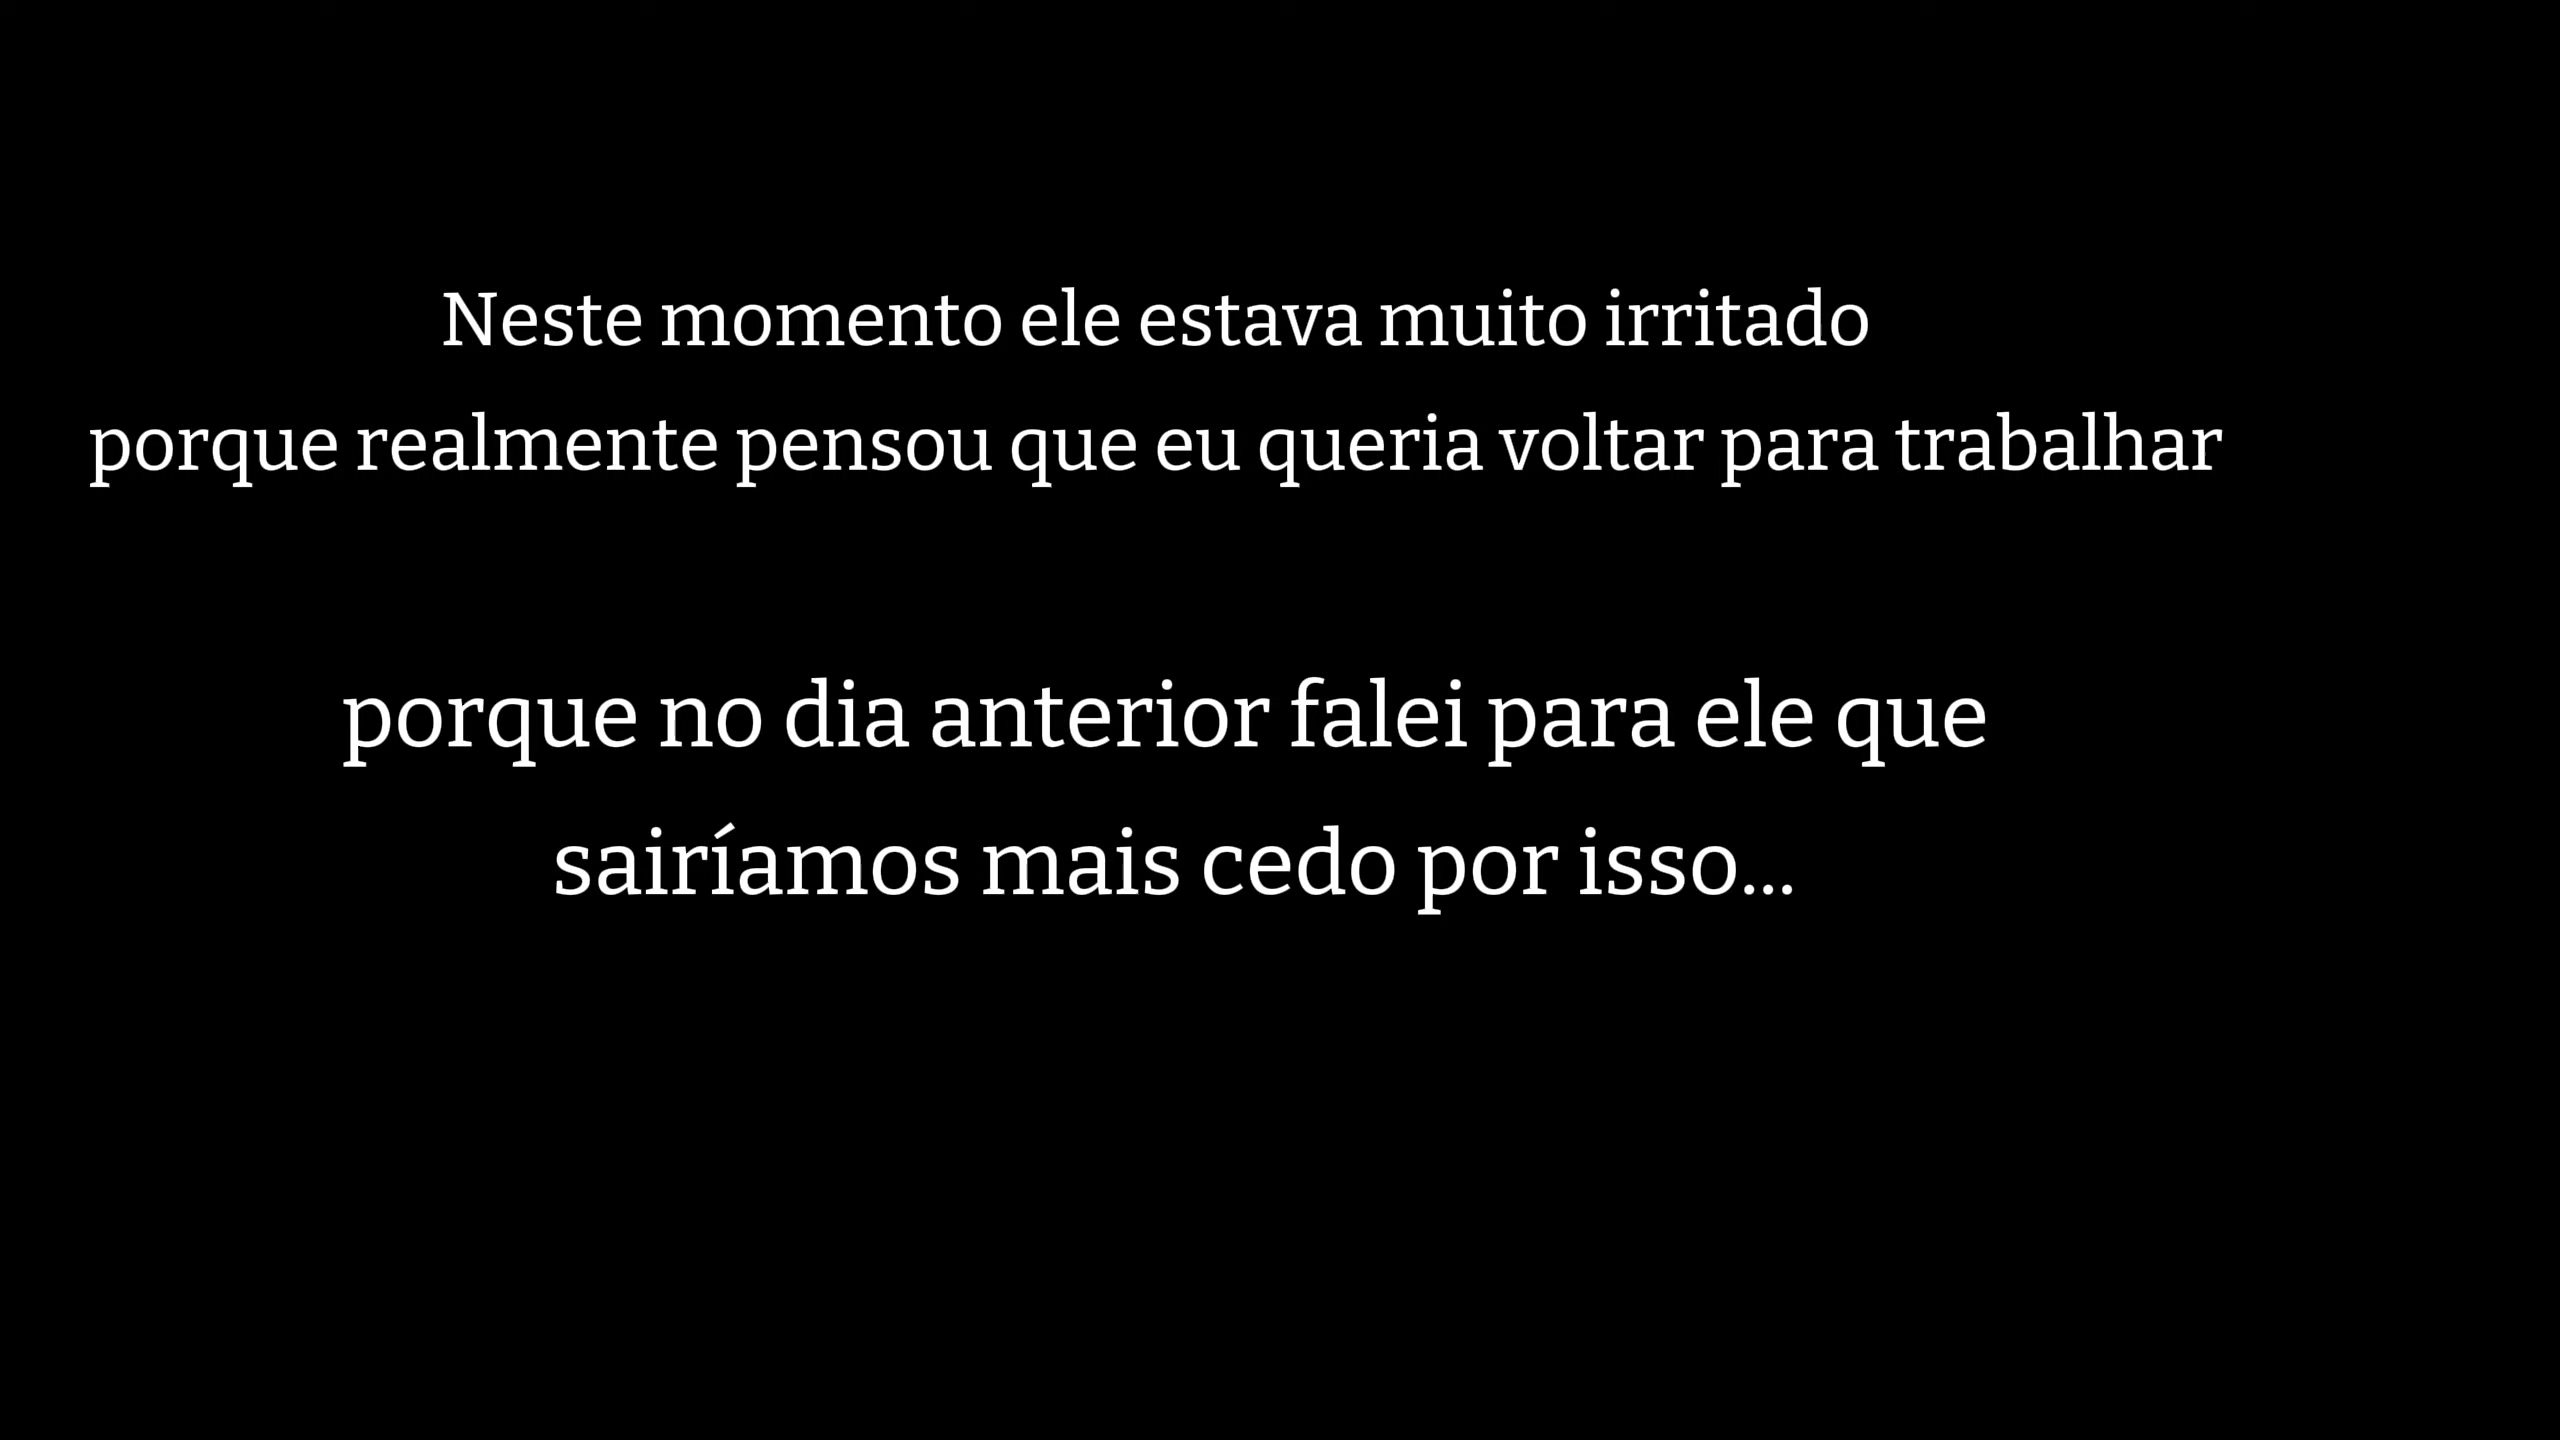 Neste momento ele estava muito irritado
porque realmente pensou que eu queria voltar para trabalhar
porque no dia anterior falei para ele que
sairíamos mais cedo por isso...